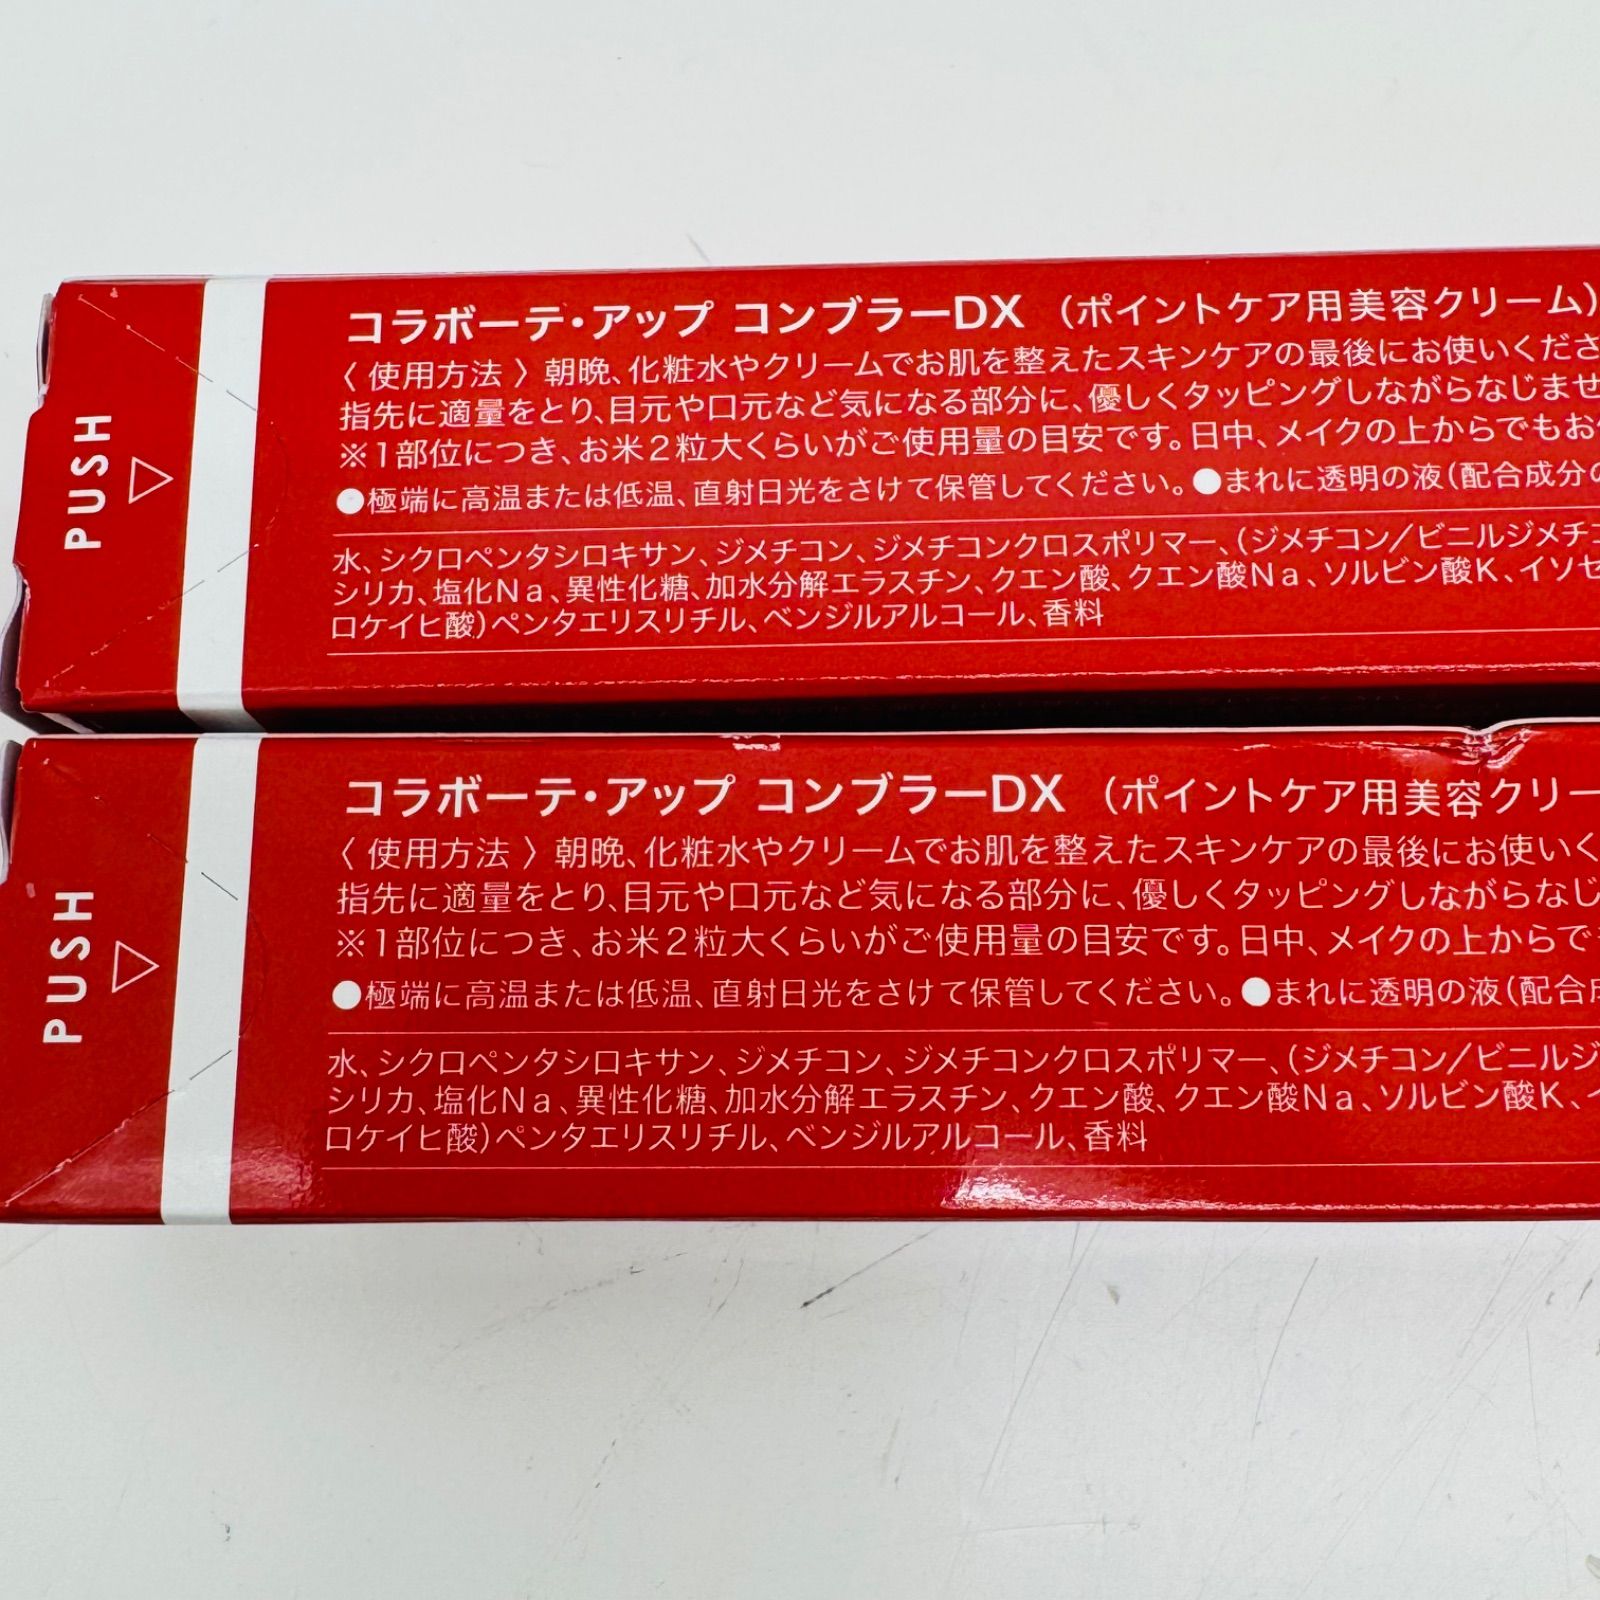 PUSH
コラボーテ・アップ コンブラーDX （ポイントケア用美容クリーム）
〈 使用方法 〉 朝晩、化粧水やクリームでお肌を整えたスキンケアの最後にお使いくださ
指先に適量をとり、目元や口元など気になる部分に、優しくタッピングしながらなじませ
※1部位につき、お米2粒大くらいがご使用量の目安です。日中、メイクの上からでもお
●極端に高温または低温、直射日光をさけて保管してください。●まれに透明の液（配合成分の
水、シクロペンタシロキサン、ジメチコン、ジメチコンクロスポリマー、（ジメチコン／ビニルジメチコ
シリカ、塩化Na、異性化糖、加水分解エラスチン、クエン酸、クエン酸Na、ソルビン酸K、イソセ
ロケイヒ酸）ペンタエリスリチル、ベンジルアルコール、香料
PUSH
コラボーテ・アップ コンブラーDX （ポイントケア用美容クリー
〈 使用方法 〉 朝晩、化粧水やクリームでお肌を整えたスキンケアの最後にお使いく
指先に適量をとり、目元や口元など気になる部分に、優しくタッピングしながらなじ
※1部位につき、お米2粒大くらいがご使用量の目安です。日中、メイクの上からで
●極端に高温または低温、直射日光をさけて保管してください。●まれに透明の液（配合成
水、シクロペンタシロキサン、ジメチコン、ジメチコンクロスポリマー、（ジメチコン／ビニルジ
シリカ、塩化Na、異性化糖、加水分解エラスチン、クエン酸、クエン酸Na、ソルビン酸K、
ロケイヒ酸）ペンタエリスリチル、ベンジルアルコール、香料